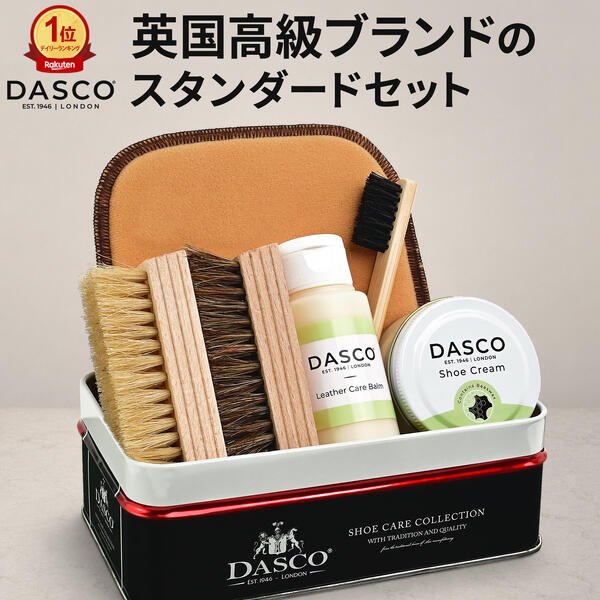 1位
デイリーランキング
Rakuten
英国高級ブランドの
スタンダードセット
DASCO®
EST. 1946 | LONDON
DASCO®
EST. 1946 | LONDON
Leather Care Balm
DASCO®
EST. 1946 | LONDON
Shoe Cream
Contains Beeswax
SHOE CARE COLLECTION
WITH TRADITION AND QUALITY
DASCO®
EST. 1946 - LONDON